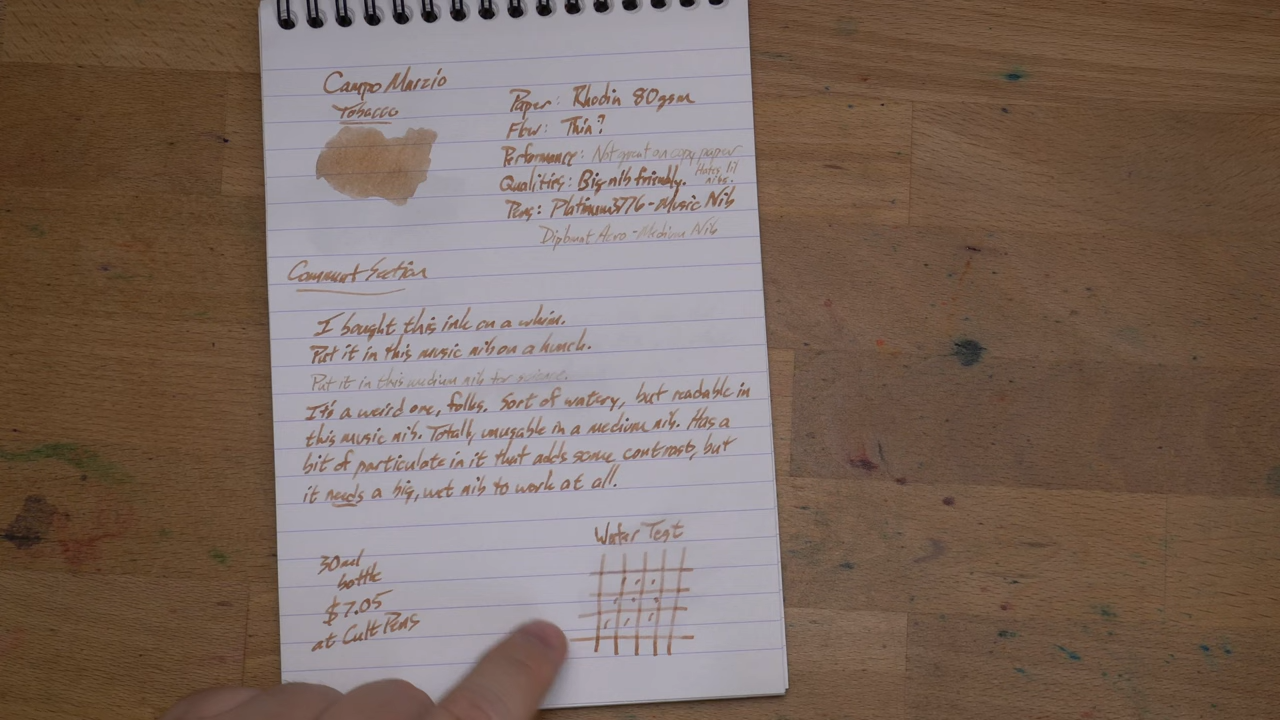 Campo Marzio
Tobacco
Paper: Rhodia 80gsm
Flow: Thin?
Performance: Not great on copy paper
Qualities: Big nib friendly. Hates lil nibs.
Pens: Platinum 3776 - Music Nib
Diplomat Aero - Medium Nib
Comment Section
I bought this ink on a whim.
Put it in this music nib on a hunch.
Put it in this medium nib for science.
It's a weird one, folks. Sort of watery, but readable in
this music nib. Totally unusable in a medium nib. Has a
bit of particulate in it that adds some contrast, but
it needs a big, wet nib to work at all.
30ml
bottle
$7.05
at Cult Pens
Water Test